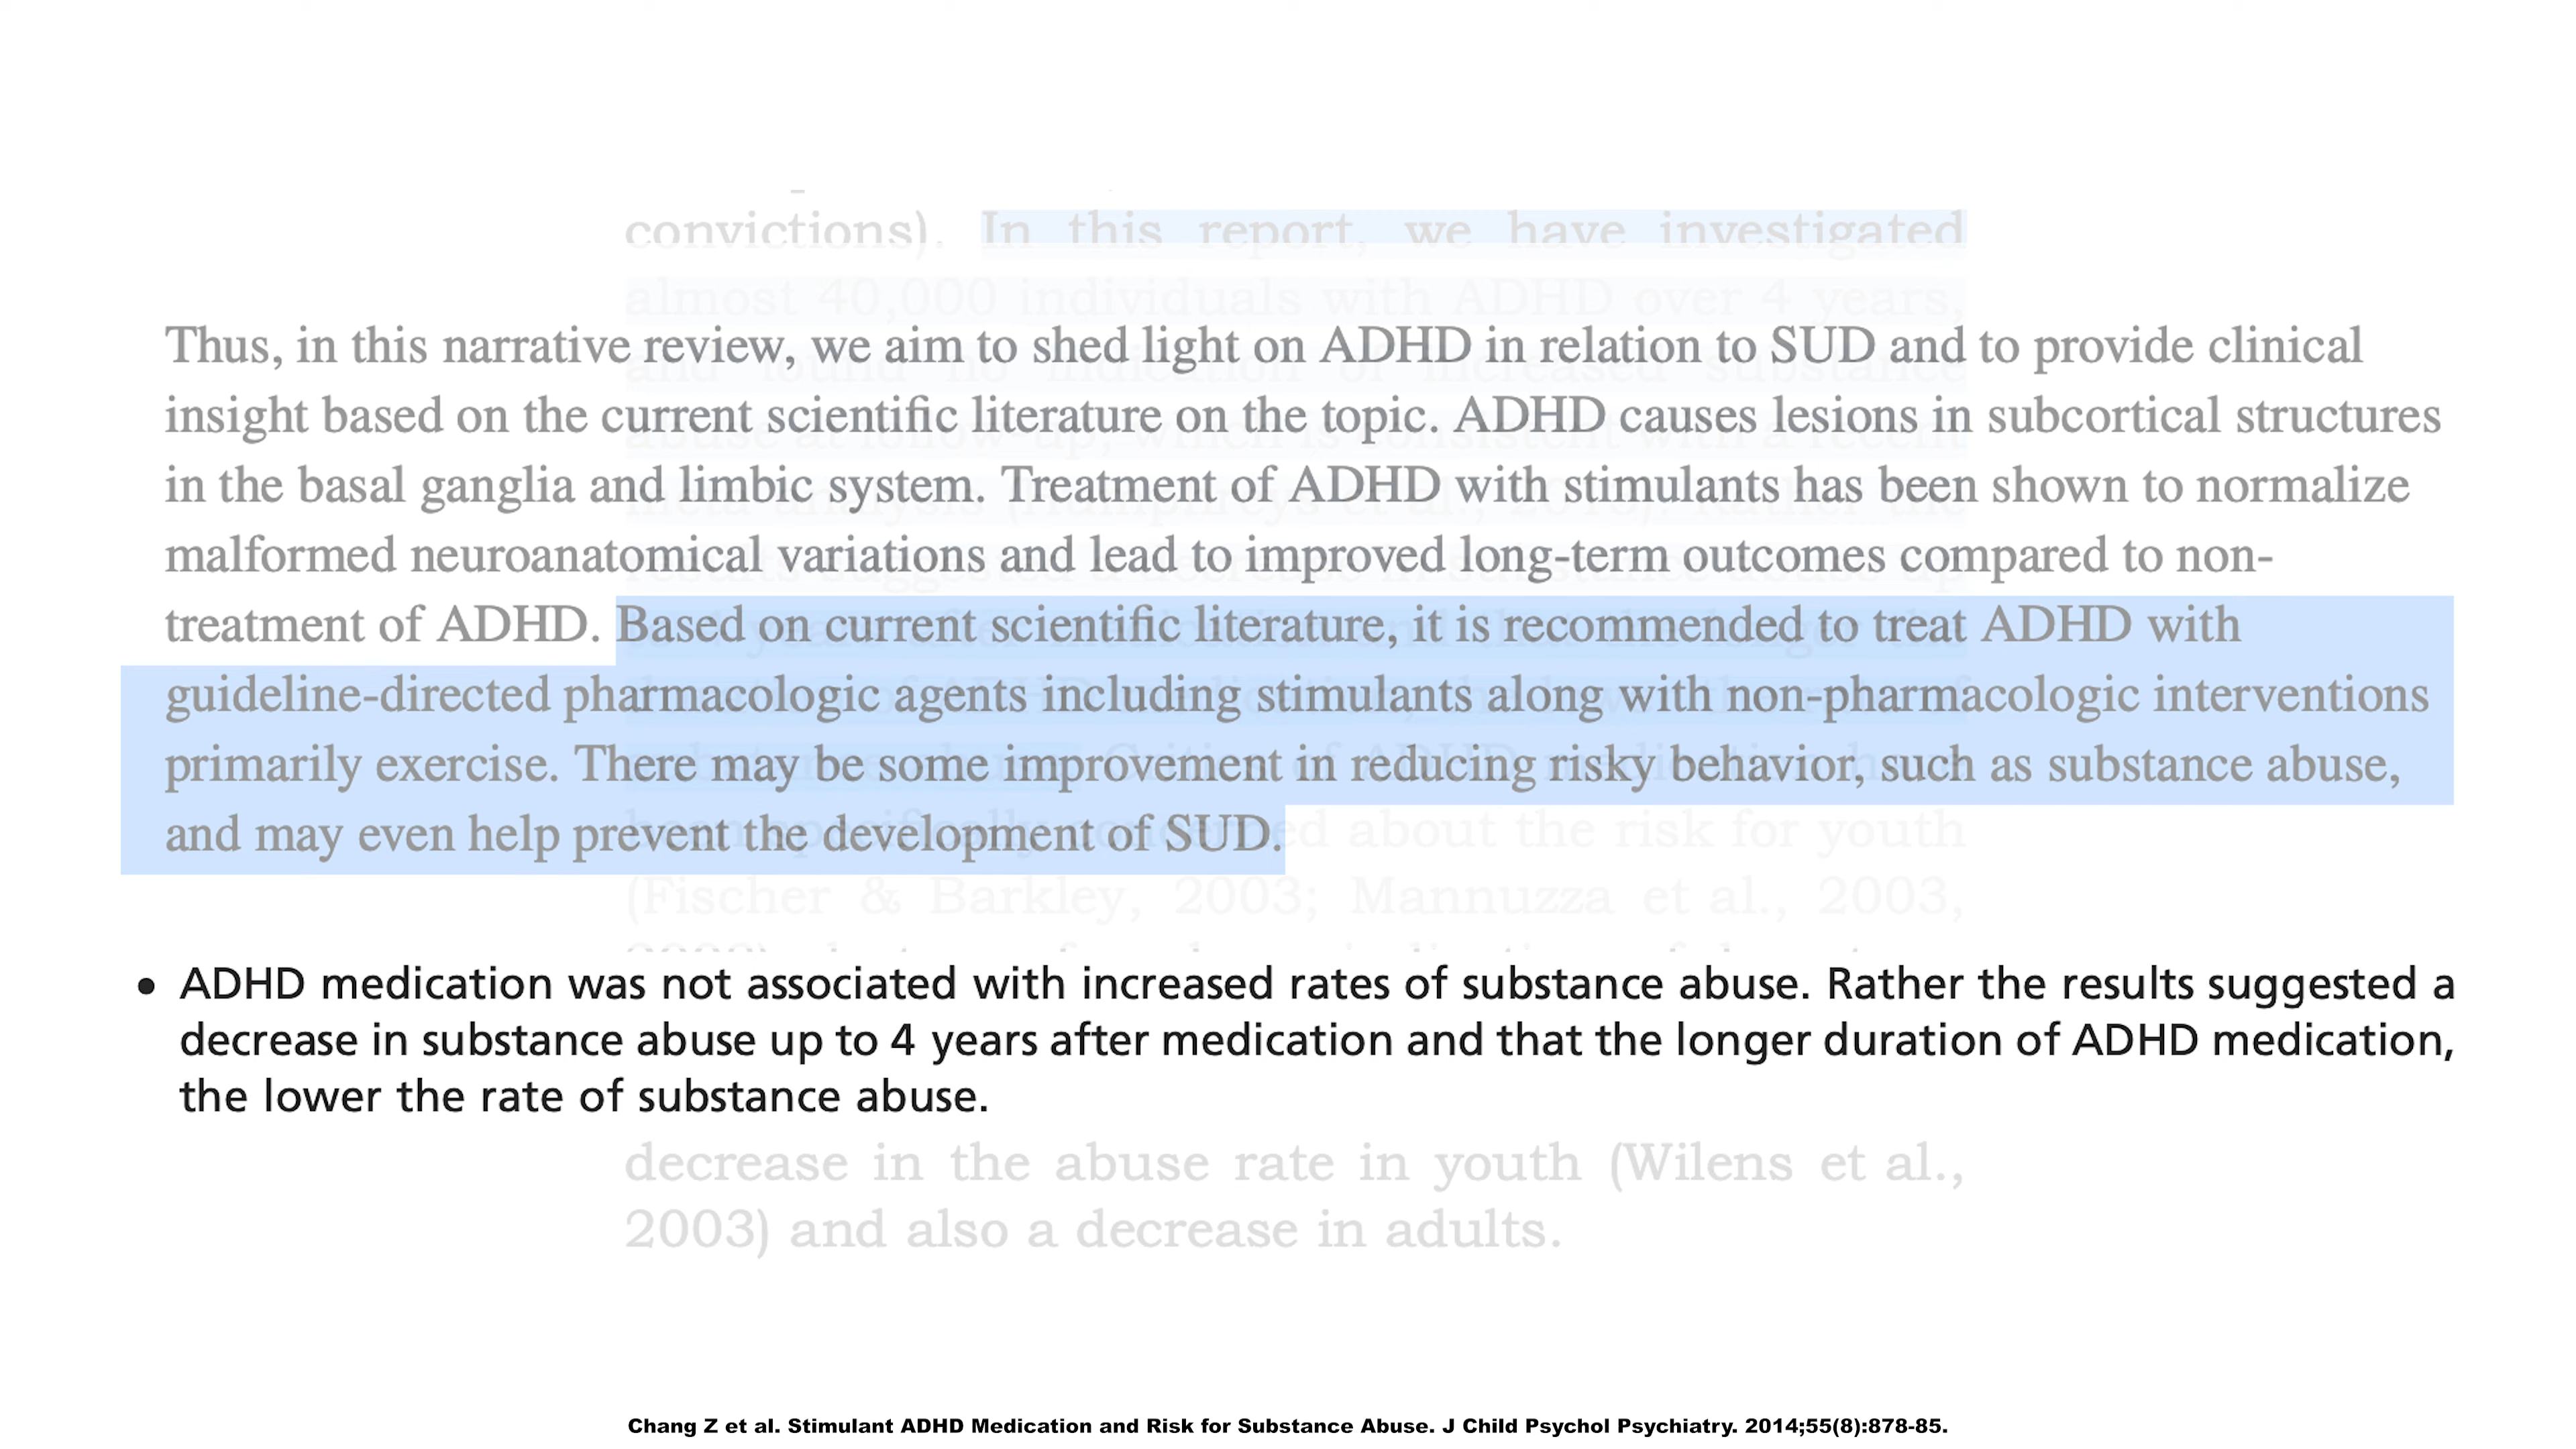 convictions). In this report, we have investigated
almost 40,000 individuals with ADHD over 4 years,
Thus, in this narrative review, we aim to shed light on ADHD in relation to SUD and to provide clinical
insight based on the current scientific literature on the topic. ADHD causes lesions in subcortical structures
in the basal ganglia and limbic system. Treatment of ADHD with stimulants has been shown to normalize
malformed neuroanatomical variations and lead to improved long-term outcomes compared to non-
treatment of ADHD. Based on current scientific literature, it is recommended to treat ADHD with
guideline-directed pharmacologic agents including stimulants along with non-pharmacologic interventions
primarily exercise. There may be some improvement in reducing risky behavior, such as substance abuse,
and may even help prevent the development of SUD.
about the risk for youth
(Fischer & Barkley, 2003; Mannuzza et al., 2003,
• ADHD medication was not associated with increased rates of substance abuse. Rather the results suggested a
decrease in substance abuse up to 4 years after medication and that the longer duration of ADHD medication,
the lower the rate of substance abuse.
decrease in the abuse rate in youth (Wilens et al.,
2003) and also a decrease in adults.
Chang Z et al. Stimulant ADHD Medication and Risk for Substance Abuse. J Child Psychol Psychiatry. 2014;55(8):878-85.